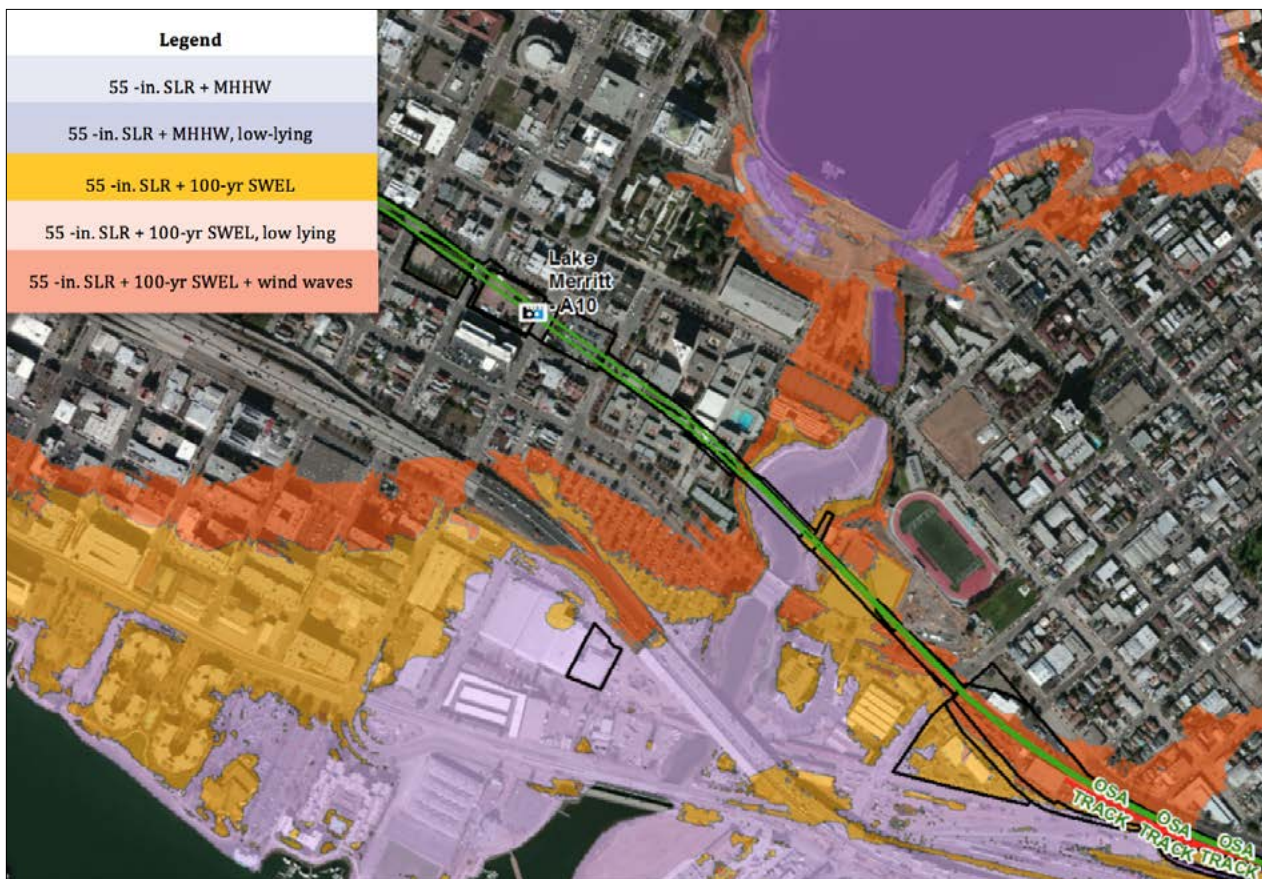 Legend
55 -in. SLR + MHHW
55 -in. SLR + MHHW, low-lying
55 -in. SLR + 100-yr SWEL
55 -in. SLR + 100-yr SWEL, low lying
55 -in. SLR + 100-yr SWEL + wind waves
Lake
Merritt
- A10
OSA
TRACK
OSA
TRACK
OSA
TRACK